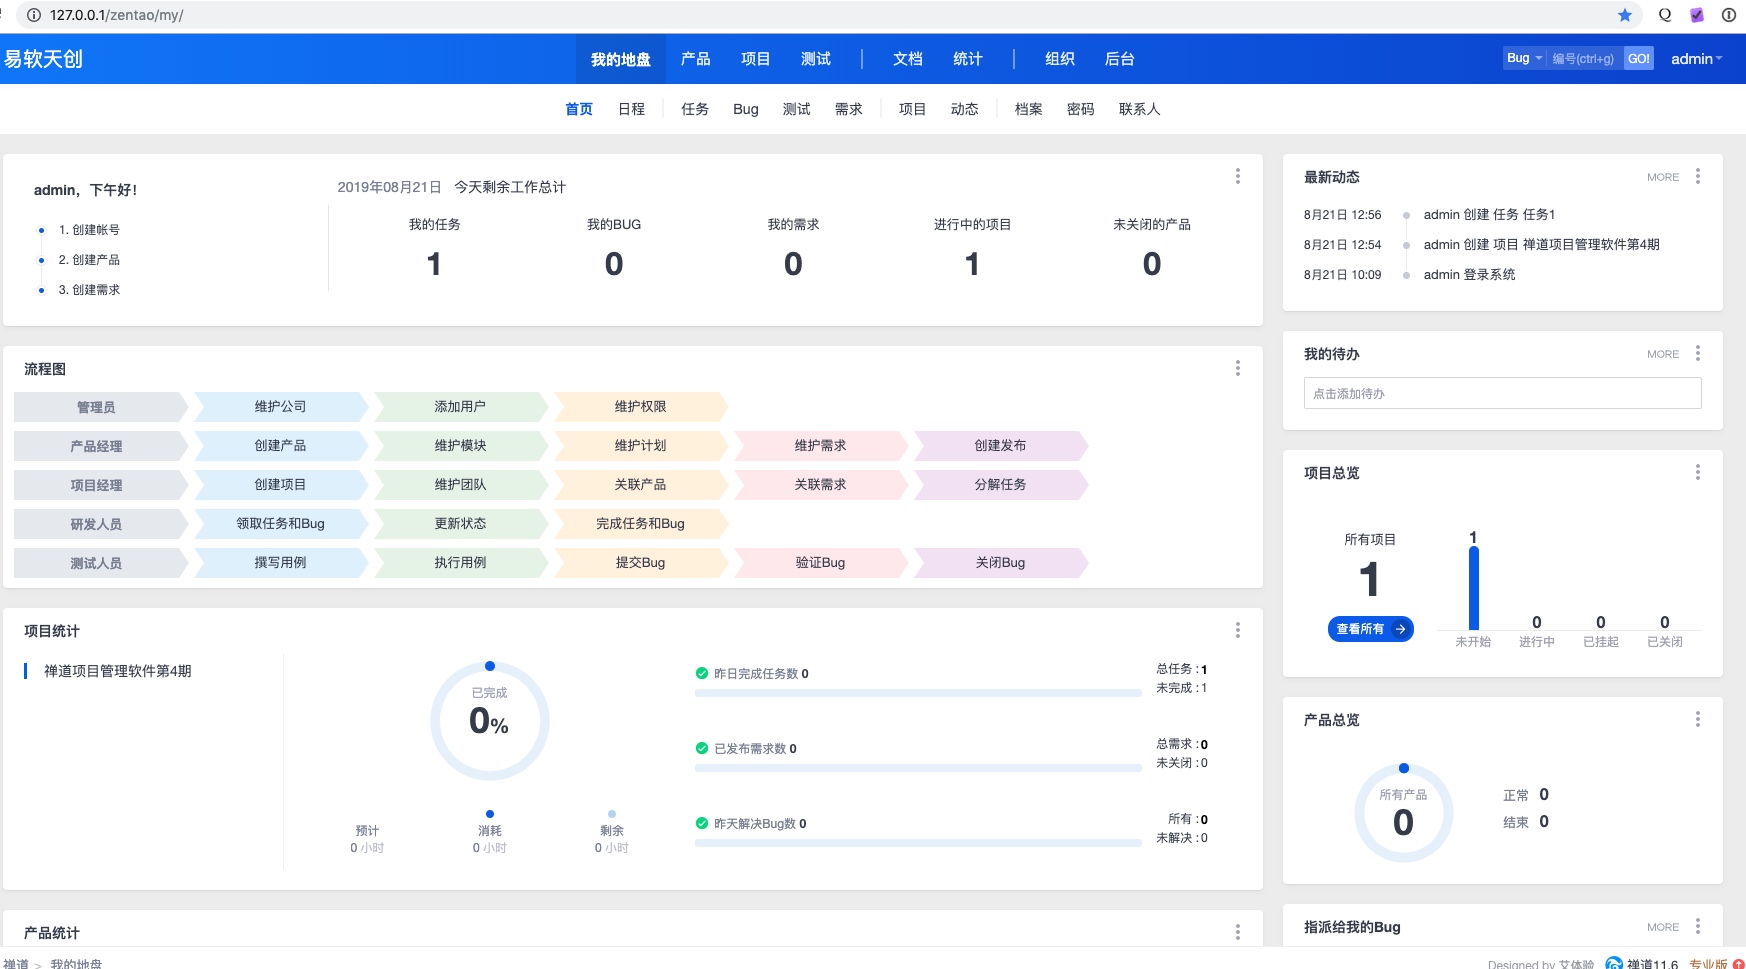 127.0.0.1/zentao/my/
易软天创
我的地盘 产品 项目 测试 文档 统计 组织 后台
Bug 编号(ctrl+g) GO! admin
首页 日程 任务 Bug 测试 需求 项目 动态 档案 密码 联系人
admin，下午好！
1. 创建帐号
2. 创建产品
3. 创建需求
2019年08月21日 今天剩余工作总计
我的任务 我的BUG 我的需求 进行中的项目 未关闭的产品
1 0 0 1 0
最新动态 MORE
8月21日 12:56 admin 创建 任务 任务1
8月21日 12:54 admin 创建 项目 禅道项目管理软件第4期
8月21日 10:09 admin 登录系统
流程图
管理员 维护公司 添加用户 维护权限
产品经理 创建产品 维护模块 维护计划 维护需求 创建发布
项目经理 创建项目 维护团队 关联产品 关联需求 分解任务
研发人员 领取任务和Bug 更新状态 完成任务和Bug
测试人员 撰写用例 执行用例 提交Bug 验证Bug 关闭Bug
我的待办 MORE
点击添加待办
项目总览
所有项目
1
查看所有
1 0 0 0
未开始 进行中 已挂起 已关闭
项目统计
禅道项目管理软件第4期
已完成
0%
预计 消耗 剩余
0 小时 0 小时 0 小时
昨日完成任务数 0
总任务 :1
未完成 :1
已发布需求数 0
总需求 :0
未关闭 :0
昨天解决Bug数 0
所有 :0
未解决 :0
产品总览
所有产品
0
正常 0
结束 0
产品统计
指派给我的Bug MORE
禅道 > 我的地盘
Designed by 艾体验 禅道11.6 专业版